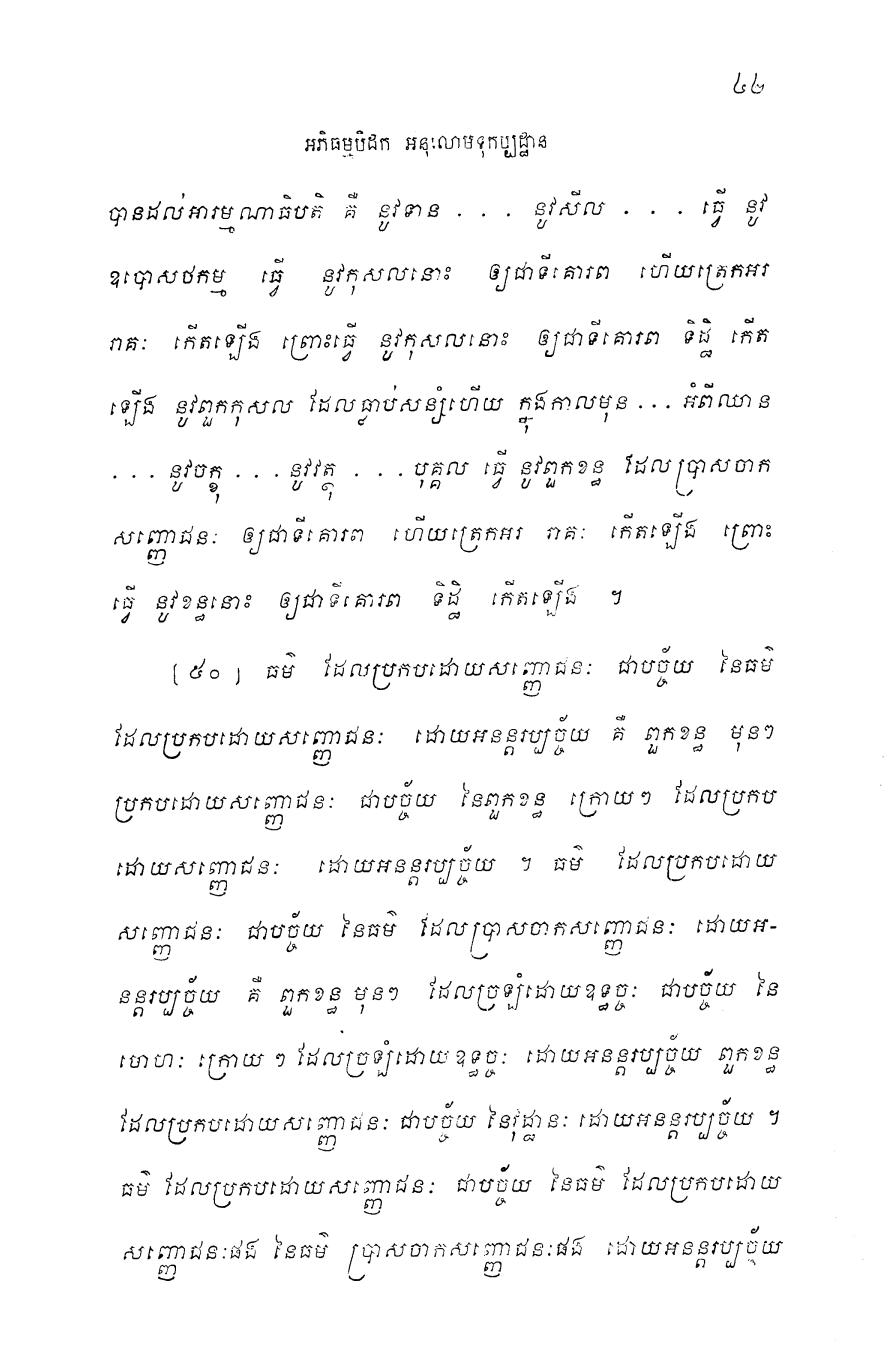 ៤២
អភិធម្មបិដក អនុលោមទុកប្បដ្ឋាន
បានដល់អារម្មណាធិបតិ គឺ នូវទាន . . . នូវសីល . . . ធ្វើ នូវ
ឧបោសថកម្ម ធ្វើ នូវកុសលនោះ ឲ្យជាទីគោរព ហើយត្រេកអរ
រាគៈ កើតឡើង ព្រោះធ្វើ នូវកុសលនោះ ឲ្យជាទីគោរព ទិដ្ឋិ កើត
ឡើង នូវពួកកុសល ដែលធ្លាប់សន្សំហើយ ក្នុងកាលមុន ... អំពីឈាន
. . . នូវចក្ខុ . . . នូវវត្ថុ . . . បុគ្គល ធ្វើ នូវពួកខន្ធ ដែលប្រាសចាក
សញ្ញោជនៈ ឲ្យជាទីគោរព ហើយត្រេកអរ រាគៈ កើតឡើង ព្រោះ
ធ្វើ នូវខន្ធនោះ ឲ្យជាទីគោរព ទិដ្ឋិ កើតឡើង ។
[៥០] ធម៌ ដែលប្រកបដោយសញ្ញោជនៈ ជាបច្ច័យ នៃធម៌
ដែលប្រកបដោយសញ្ញោជនៈ ដោយអនន្តរប្បច្ច័យ គឺ ពួកខន្ធ មុនៗ
ប្រកបដោយសញ្ញោជនៈ ជាបច្ច័យ នៃពួកខន្ធ ក្រោយៗ ដែលប្រកប
ដោយសញ្ញោជនៈ ដោយអនន្តរប្បច្ច័យ ។ ធម៌ ដែលប្រកបដោយ
សញ្ញោជនៈ ជាបច្ច័យ នៃធម៌ ដែលប្រាសចាកសញ្ញោជនៈ ដោយអ-
នន្តរប្បច្ច័យ គឺ ពួកខន្ធ មុនៗ ដែលច្រឡំដោយឧទ្ធច្ចៈ ជាបច្ច័យ នៃ
មោហៈ ក្រោយ ៗ ដែលច្រឡំដោយឧទ្ធច្ចៈ ដោយអនន្តរប្បច្ច័យ ពួកខន្ធ
ដែលប្រកបដោយសញ្ញោជនៈ ជាបច្ច័យ នៃវុដ្ឋានៈ ដោយអនន្តរប្បច្ច័យ ។
ធម៌ ដែលប្រកបដោយសញ្ញោជនៈ ជាបច្ច័យ នៃធម៌ ដែលប្រកបដោយ
សញ្ញោជនៈផង នៃធម៌ ប្រាសចាកសញ្ញោជនៈផង ដោយអនន្តរប្បច្ច័យ